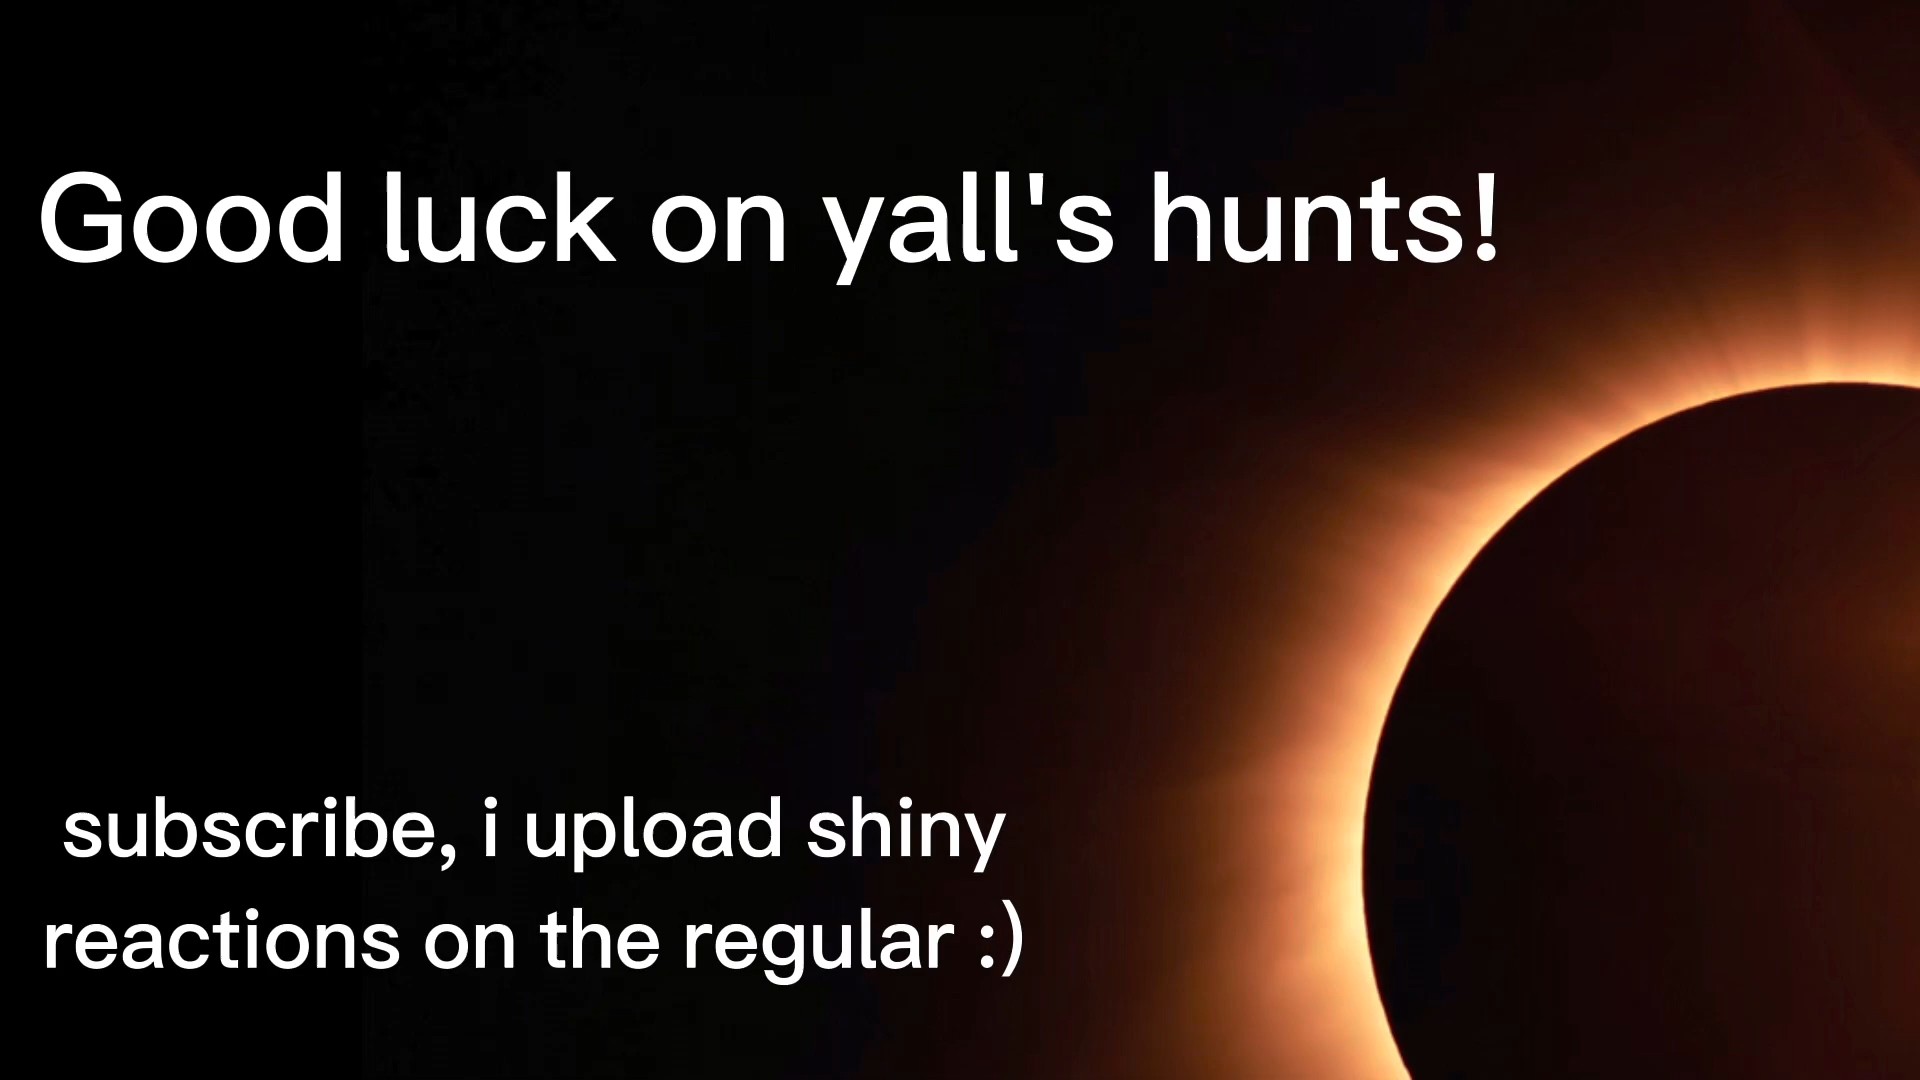 Good luck on yall's hunts!
subscribe, i upload shiny
reactions on the regular :)